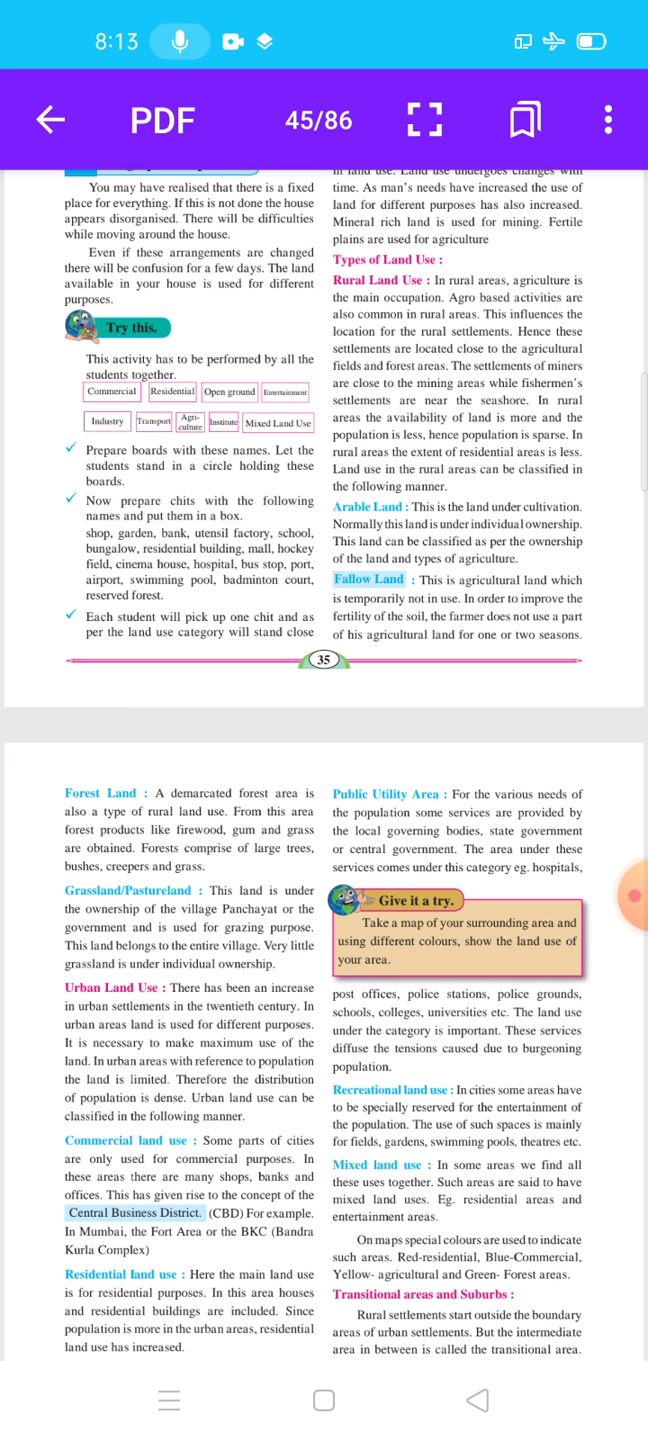 8:13
PDF
45/86
You may have realised that there is a fixed
place for everything. If this is not done the house
appears disorganised. There will be difficulties
while moving around the house.
Even if these arrangements are changed
there will be confusion for a few days. The land
available in your house is used for different
purposes.
Try this.
This activity has to be performed by all the
students together.
Commercial Residential Open ground Entertainment
Industry Transport Agri-culture Institute Mixed Land Use
✓ Prepare boards with these names. Let the
students stand in a circle holding these
boards.
✓ Now prepare chits with the following
names and put them in a box.
shop, garden, bank, utensil factory, school,
bungalow, residential building, mall, hockey
field, cinema house, hospital, bus stop, port,
airport, swimming pool, badminton court,
reserved forest.
✓ Each student will pick up one chit and as
per the land use category will stand close
in land use. Land use undergoes changes with
time. As man's needs have increased the use of
land for different purposes has also increased.
Mineral rich land is used for mining. Fertile
plains are used for agriculture
Types of Land Use :
Rural Land Use : In rural areas, agriculture is
the main occupation. Agro based activities are
also common in rural areas. This influences the
location for the rural settlements. Hence these
settlements are located close to the agricultural
fields and forest areas. The settlements of miners
are close to the mining areas while fishermen's
settlements are near the seashore. In rural
areas the availability of land is more and the
population is less, hence population is sparse. In
rural areas the extent of residential areas is less.
Land use in the rural areas can be classified in
the following manner.
Arable Land : This is the land under cultivation.
Normally this land is under individual ownership.
This land can be classified as per the ownership
of the land and types of agriculture.
Fallow Land : This is agricultural land which
is temporarily not in use. In order to improve the
fertility of the soil, the farmer does not use a part
of his agricultural land for one or two seasons.
35
Forest Land : A demarcated forest area is
also a type of rural land use. From this area
forest products like firewood, gum and grass
are obtained. Forests comprise of large trees,
bushes, creepers and grass.
Grassland/Pastureland : This land is under
the ownership of the village Panchayat or the
government and is used for grazing purpose.
This land belongs to the entire village. Very little
grassland is under individual ownership.
Urban Land Use : There has been an increase
in urban settlements in the twentieth century. In
urban areas land is used for different purposes.
It is necessary to make maximum use of the
land. In urban areas with reference to population
the land is limited. Therefore the distribution
of population is dense. Urban land use can be
classified in the following manner.
Commercial land use : Some parts of cities
are only used for commercial purposes. In
these areas there are many shops, banks and
offices. This has given rise to the concept of the
Central Business District. (CBD) For example.
In Mumbai, the Fort Area or the BKC (Bandra
Kurla Complex)
Residential land use : Here the main land use
is for residential purposes. In this area houses
and residential buildings are included. Since
population is more in the urban areas, residential
land use has increased.
Public Utility Area : For the various needs of
the population some services are provided by
the local governing bodies, state government
or central government. The area under these
services comes under this category eg. hospitals,
Give it a try.
Take a map of your surrounding area and
using different colours, show the land use of
your area.
post offices, police stations, police grounds,
schools, colleges, universities etc. The land use
under the category is important. These services
diffuse the tensions caused due to burgeoning
population.
Recreational land use : In cities some areas have
to be specially reserved for the entertainment of
the population. The use of such spaces is mainly
for fields, gardens, swimming pools, theatres etc.
Mixed land use : In some areas we find all
these uses together. Such areas are said to have
mixed land uses. Eg. residential areas and
entertainment areas.
On maps special colours are used to indicate
such areas. Red-residential, Blue-Commercial,
Yellow- agricultural and Green- Forest areas.
Transitional areas and Suburbs :
Rural settlements start outside the boundary
areas of urban settlements. But the intermediate
area in between is called the transitional area.